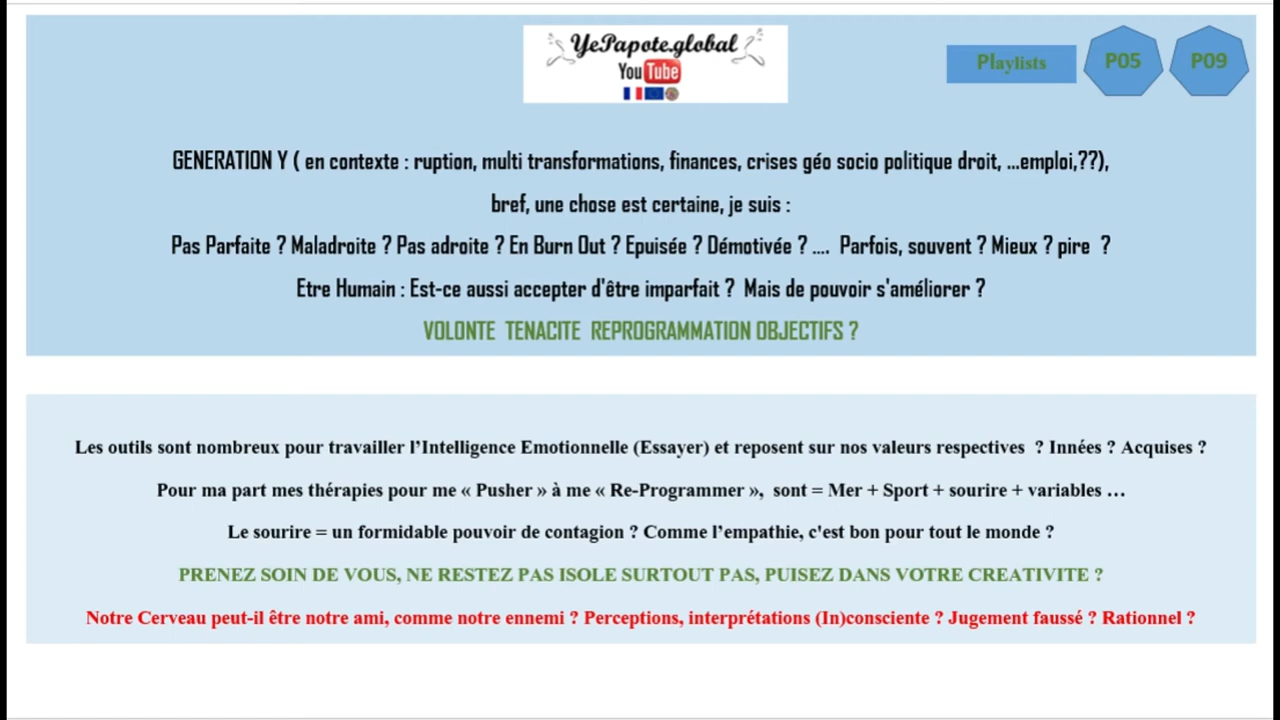 YePapote.global
You Tube
Playlists
P05
P09
GENERATION Y ( en contexte : ruption, multi transformations, finances, crises géo socio politique droit, ...emploi,??),
bref, une chose est certaine, je suis :
Pas Parfaite ? Maladroite ? Pas adroite ? En Burn Out ? Epuisée ? Démotivée ? .... Parfois, souvent ? Mieux ? pire ?
Etre Humain : Est-ce aussi accepter d'être imparfait ? Mais de pouvoir s'améliorer ?
VOLONTE TENACITE REPROGRAMMATION OBJECTIFS ?
Les outils sont nombreux pour travailler l’Intelligence Emotionnelle (Essayer) et reposent sur nos valeurs respectives ? Innées ? Acquises ?
Pour ma part mes thérapies pour me « Pusher » à me « Re-Programmer », sont = Mer + Sport + sourire + variables …
Le sourire = un formidable pouvoir de contagion ? Comme l’empathie, c'est bon pour tout le monde ?
PRENEZ SOIN DE VOUS, NE RESTEZ PAS ISOLE SURTOUT PAS, PUISEZ DANS VOTRE CREATIVITE ?
Notre Cerveau peut-il être notre ami, comme notre ennemi ? Perceptions, interprétations (In)consciente ? Jugement faussé ? Rationnel ?